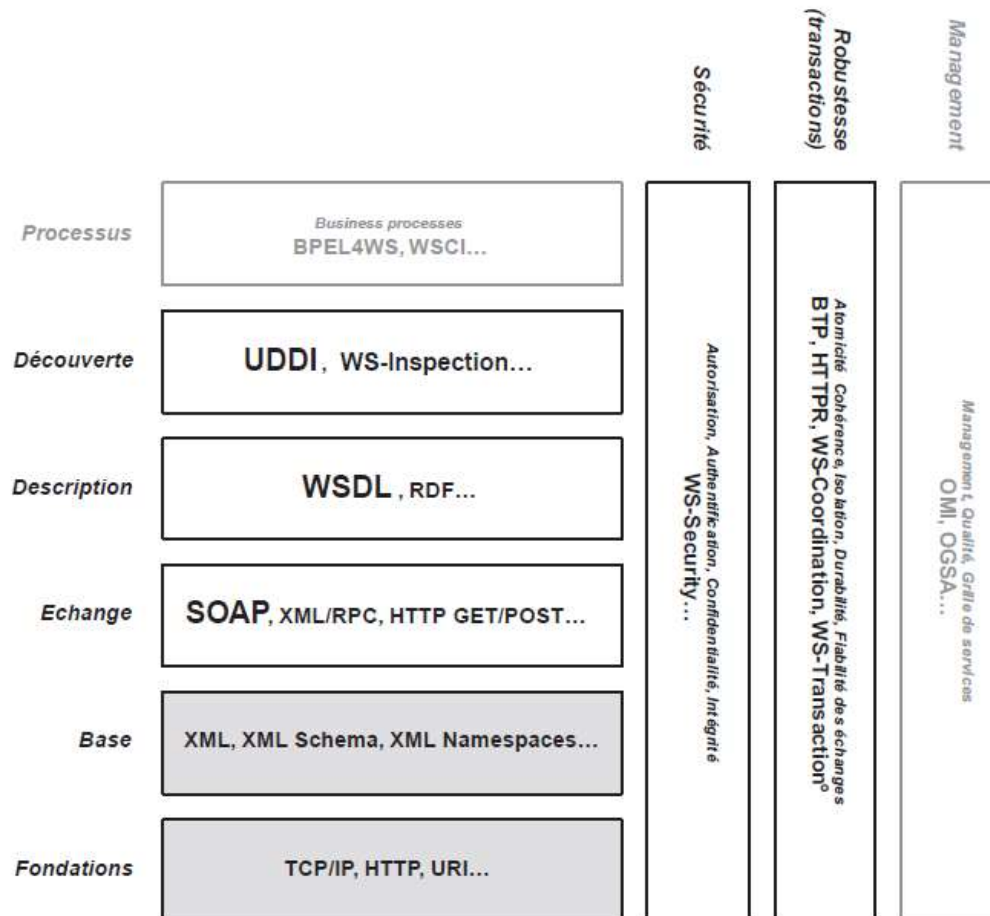 Sécurité
Robustesse
(transactions)
Management
Processus
Business processes
BPEL4WS, WSCI...
Découverte
UDDI, WS-Inspection...
Description
WSDL, RDF...
Echange
SOAP, XML/RPC, HTTP GET/POST...
Base
XML, XML Schema, XML Namespaces...
Fondations
TCP/IP, HTTP, URI...
Autorisation, Authentification, Confidentialité, Intégrité
WS-Security...
Atomicité Cohérence, Isolation, Durabilité, Fiabilité des échanges
BTP, HTTPR, WS-Coordination, WS-Transaction°
Management, Qualité, Grille de services
OMI, OGSA...